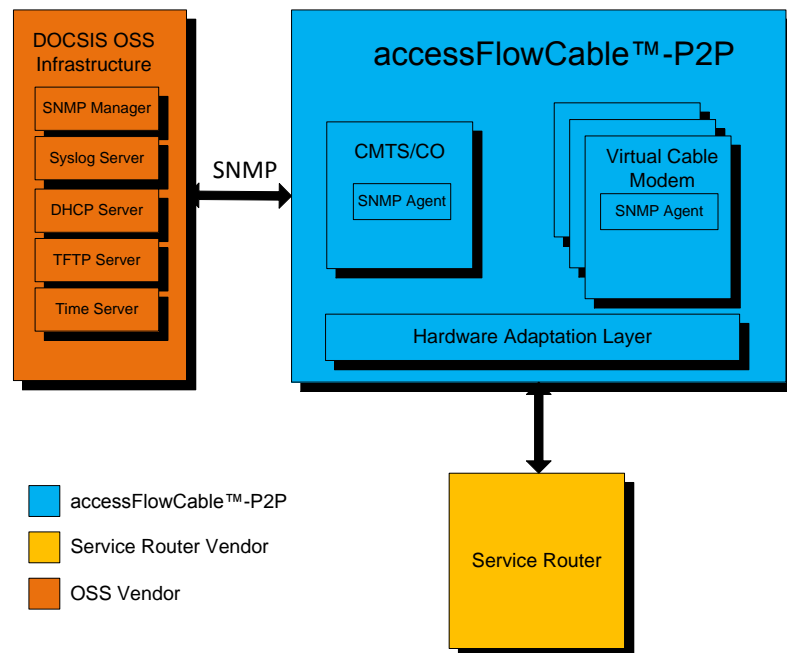 DOCSIS OSS
Infrastructure
SNMP Manager
Syslog Server
DHCP Server
TFTP Server
Time Server
SNMP
accessFlowCable™-P2P
CMTS/CO
SNMP Agent
Virtual Cable
Modem
SNMP Agent
Hardware Adaptation Layer
Service Router
accessFlowCable™-P2P
Service Router Vendor
OSS Vendor